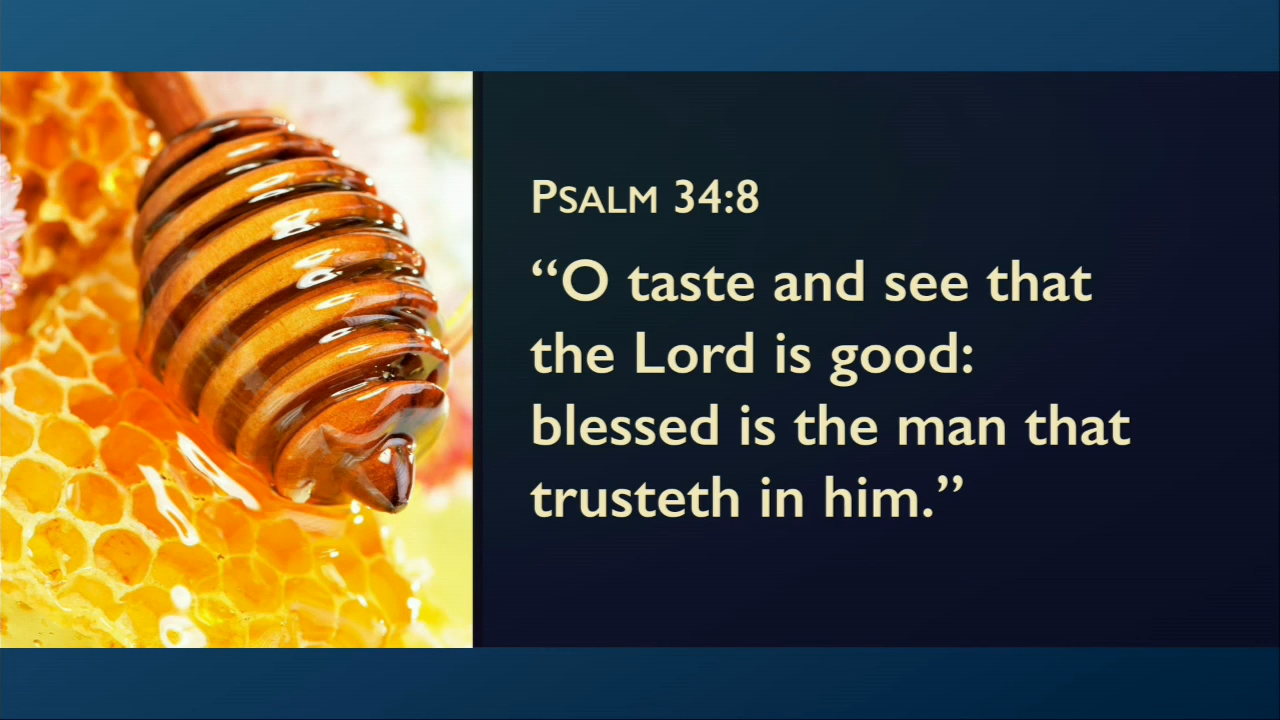 PSALM 34:8
“O taste and see that
the Lord is good:
blessed is the man that
trusteth in him.”